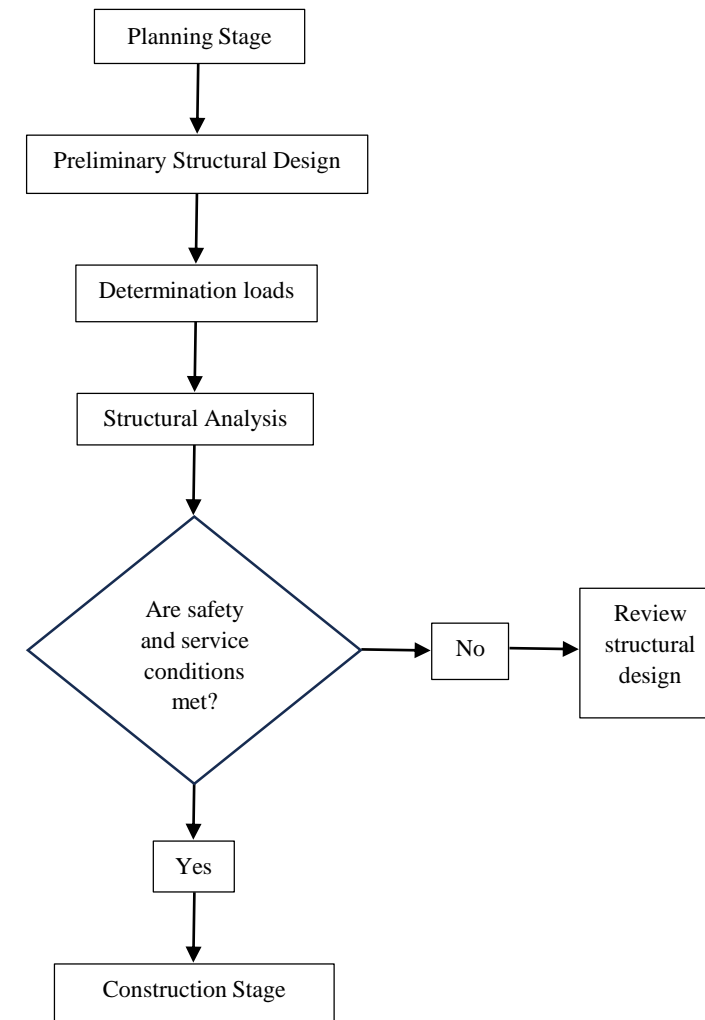 Planning Stage
Preliminary Structural Design
Determination loads
Structural Analysis
Are safety
and service
conditions
met?
No
Review
structural
design
Yes
Construction Stage